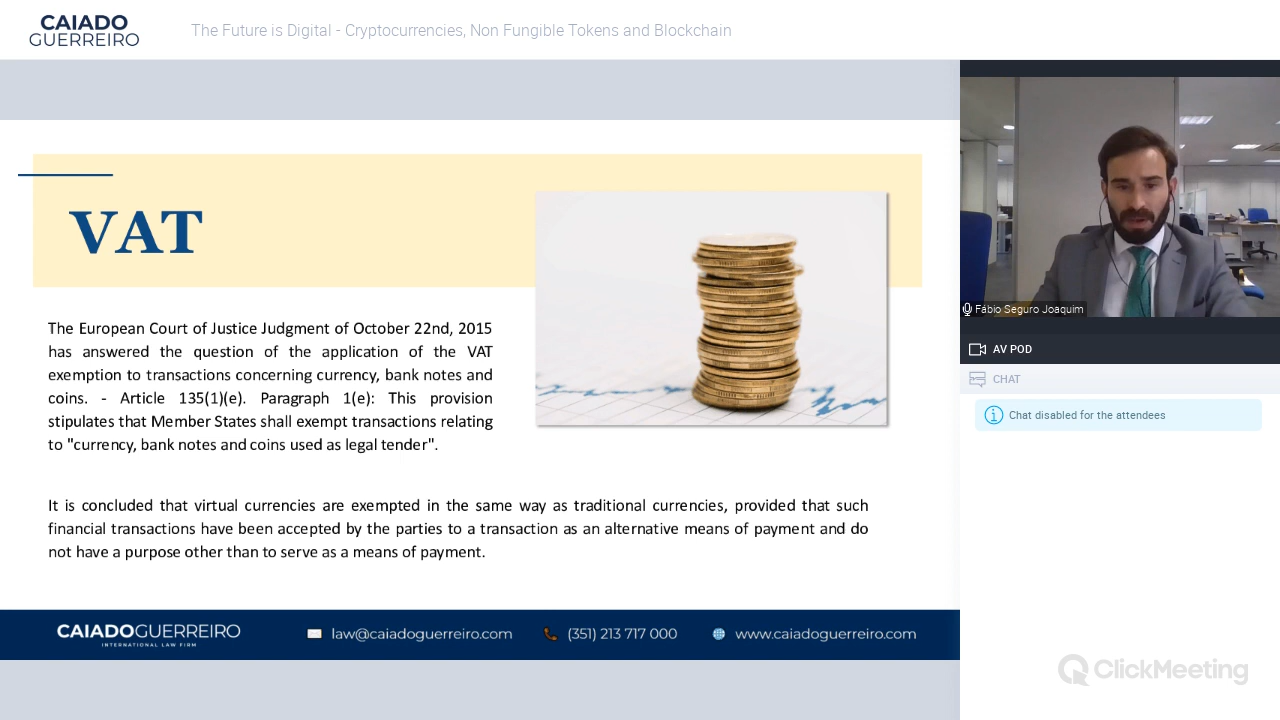 CAIADO
GUERREIRO
The Future is Digital - Cryptocurrencies, Non Fungible Tokens and Blockchain
VAT
The European Court of Justice Judgment of October 22nd, 2015
has answered the question of the application of the VAT
exemption to transactions concerning currency, bank notes and
coins. - Article 135(1)(e). Paragraph 1(e): This provision
stipulates that Member States shall exempt transactions relating
to "currency, bank notes and coins used as legal tender".
It is concluded that virtual currencies are exempted in the same way as traditional currencies, provided that such
financial transactions have been accepted by the parties to a transaction as an alternative means of payment and do
not have a purpose other than to serve as a means of payment.
CAIADOGUERREIRO
INTERNATIONAL LAW FIRM
law@caiadoguerreiro.com
(351) 213 717 000
www.caiadoguerreiro.com
Fábio Seguro Joaquim
AV POD
CHAT
Chat disabled for the attendees
ClickMeeting